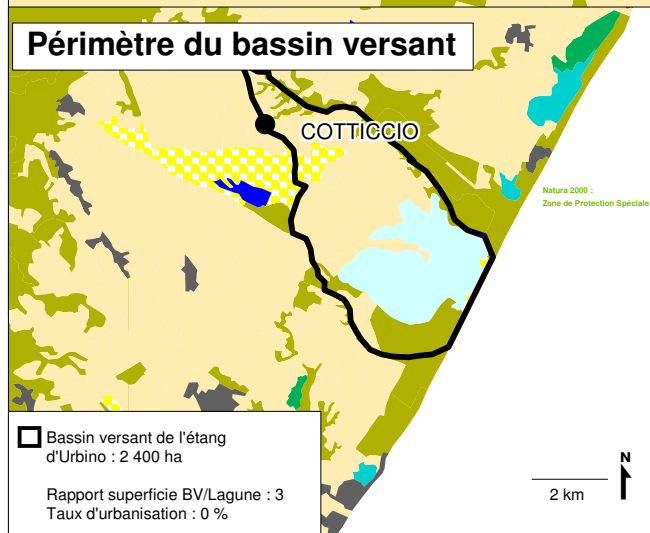 Périmètre du bassin versant
COTTICCIO
Natura 2000 :
Zone de Protection Spéciale
Bassin versant de l'étang
d'Urbino : 2 400 ha
Rapport superficie BV/Lagune : 3
Taux d'urbanisation : 0 %
N
2 km